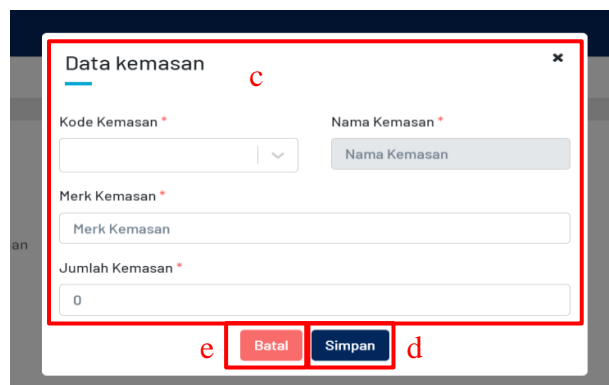 Data kemasan
c
Kode Kemasan * Nama Kemasan *
Nama Kemasan
Merk Kemasan *
Merk Kemasan
an
Jumlah Kemasan *
0
e Batal Simpan d